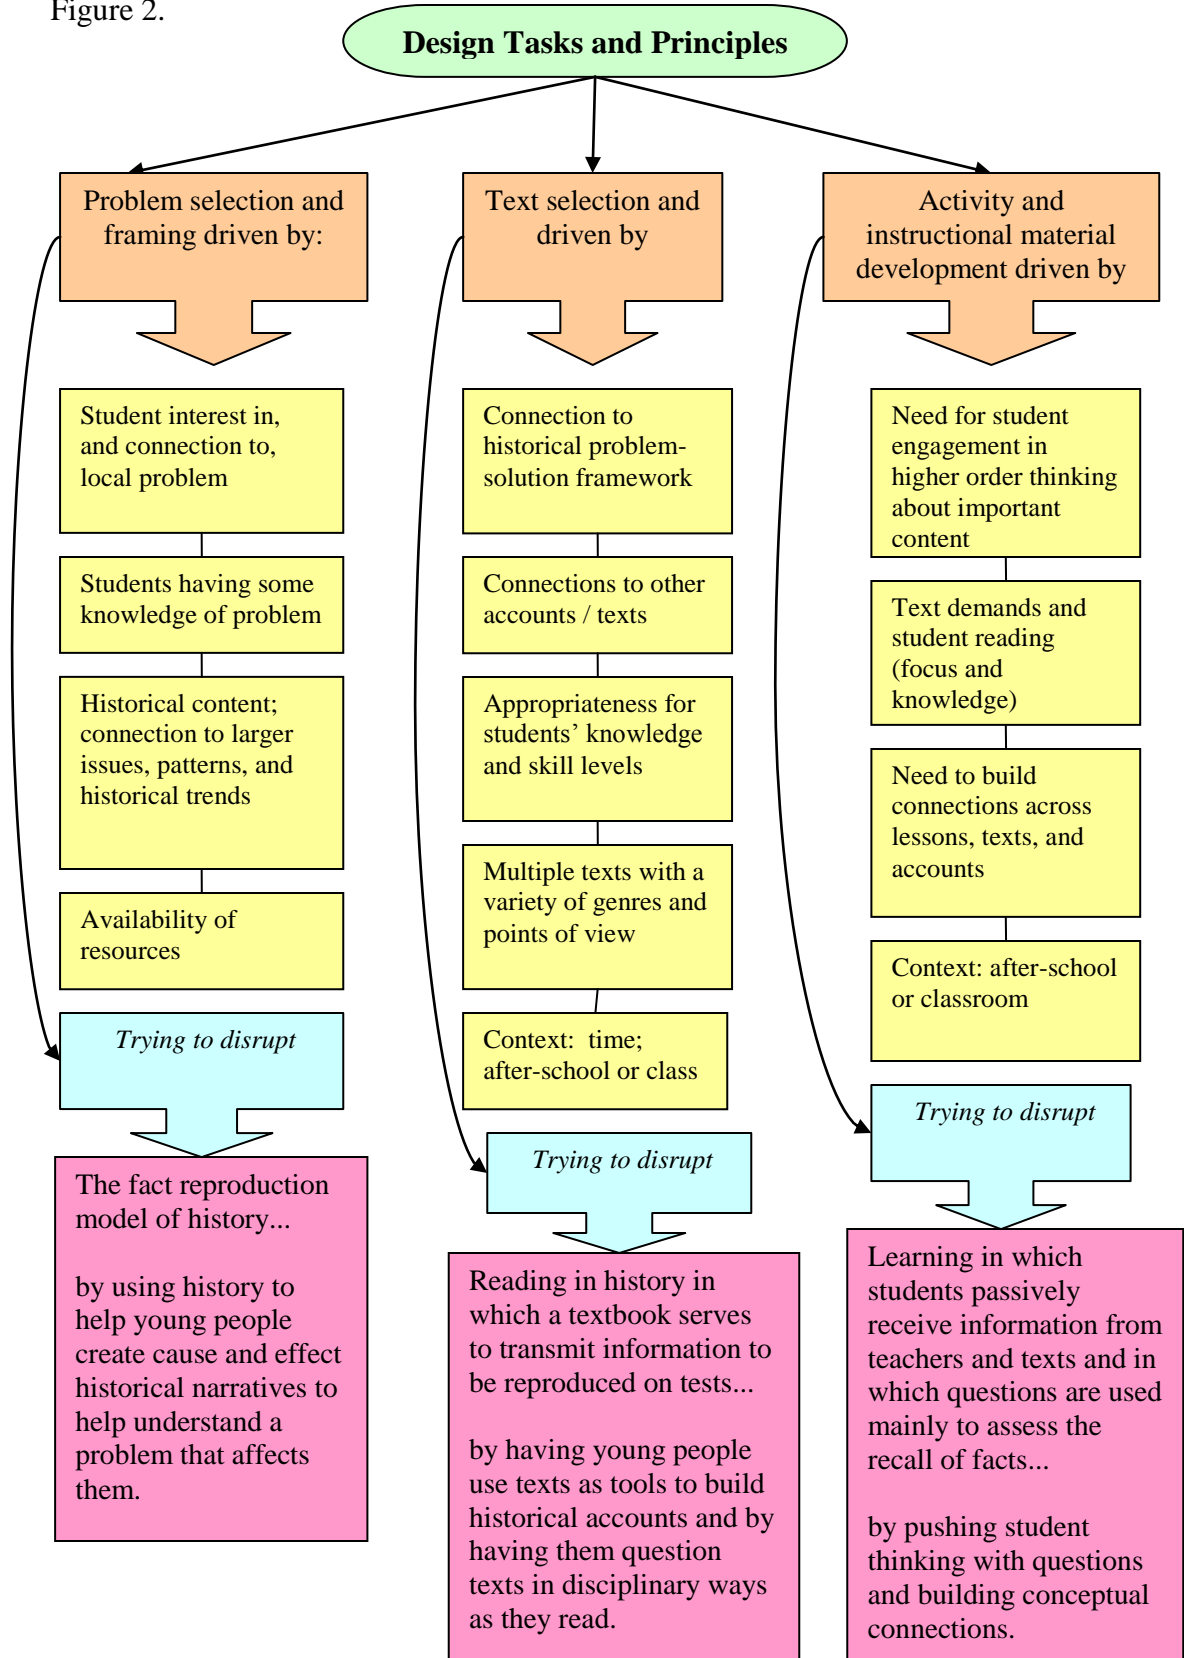 Figure 2.
Design Tasks and Principles
Problem selection and
framing driven by:
Student interest in,
and connection to,
local problem
Students having some
knowledge of problem
Historical content;
connection to larger
issues, patterns, and
historical trends
Availability of
resources
Trying to disrupt
The fact reproduction
model of history...
by using history to
help young people
create cause and effect
historical narratives to
help understand a
problem that affects
them.
Text selection and
driven by
Connection to
historical problem-
solution framework
Connections to other
accounts / texts
Appropriateness for
students’ knowledge
and skill levels
Multiple texts with a
variety of genres and
points of view
Context:  time;
after-school or class
Trying to disrupt
Reading in history in
which a textbook serves
to transmit information to
be reproduced on tests...
by having young people
use texts as tools to build
historical accounts and by
having them question
texts in disciplinary ways
as they read.
Activity and
instructional material
development driven by
Need for student
engagement in
higher order thinking
about important
content
Text demands and
student reading
(focus and
knowledge)
Need to build
connections across
lessons, texts, and
accounts
Context: after-school
or classroom
Trying to disrupt
Learning in which
students passively
receive information from
teachers and texts and in
which questions are used
mainly to assess the
recall of facts...
by pushing student
thinking with questions
and building conceptual
connections.